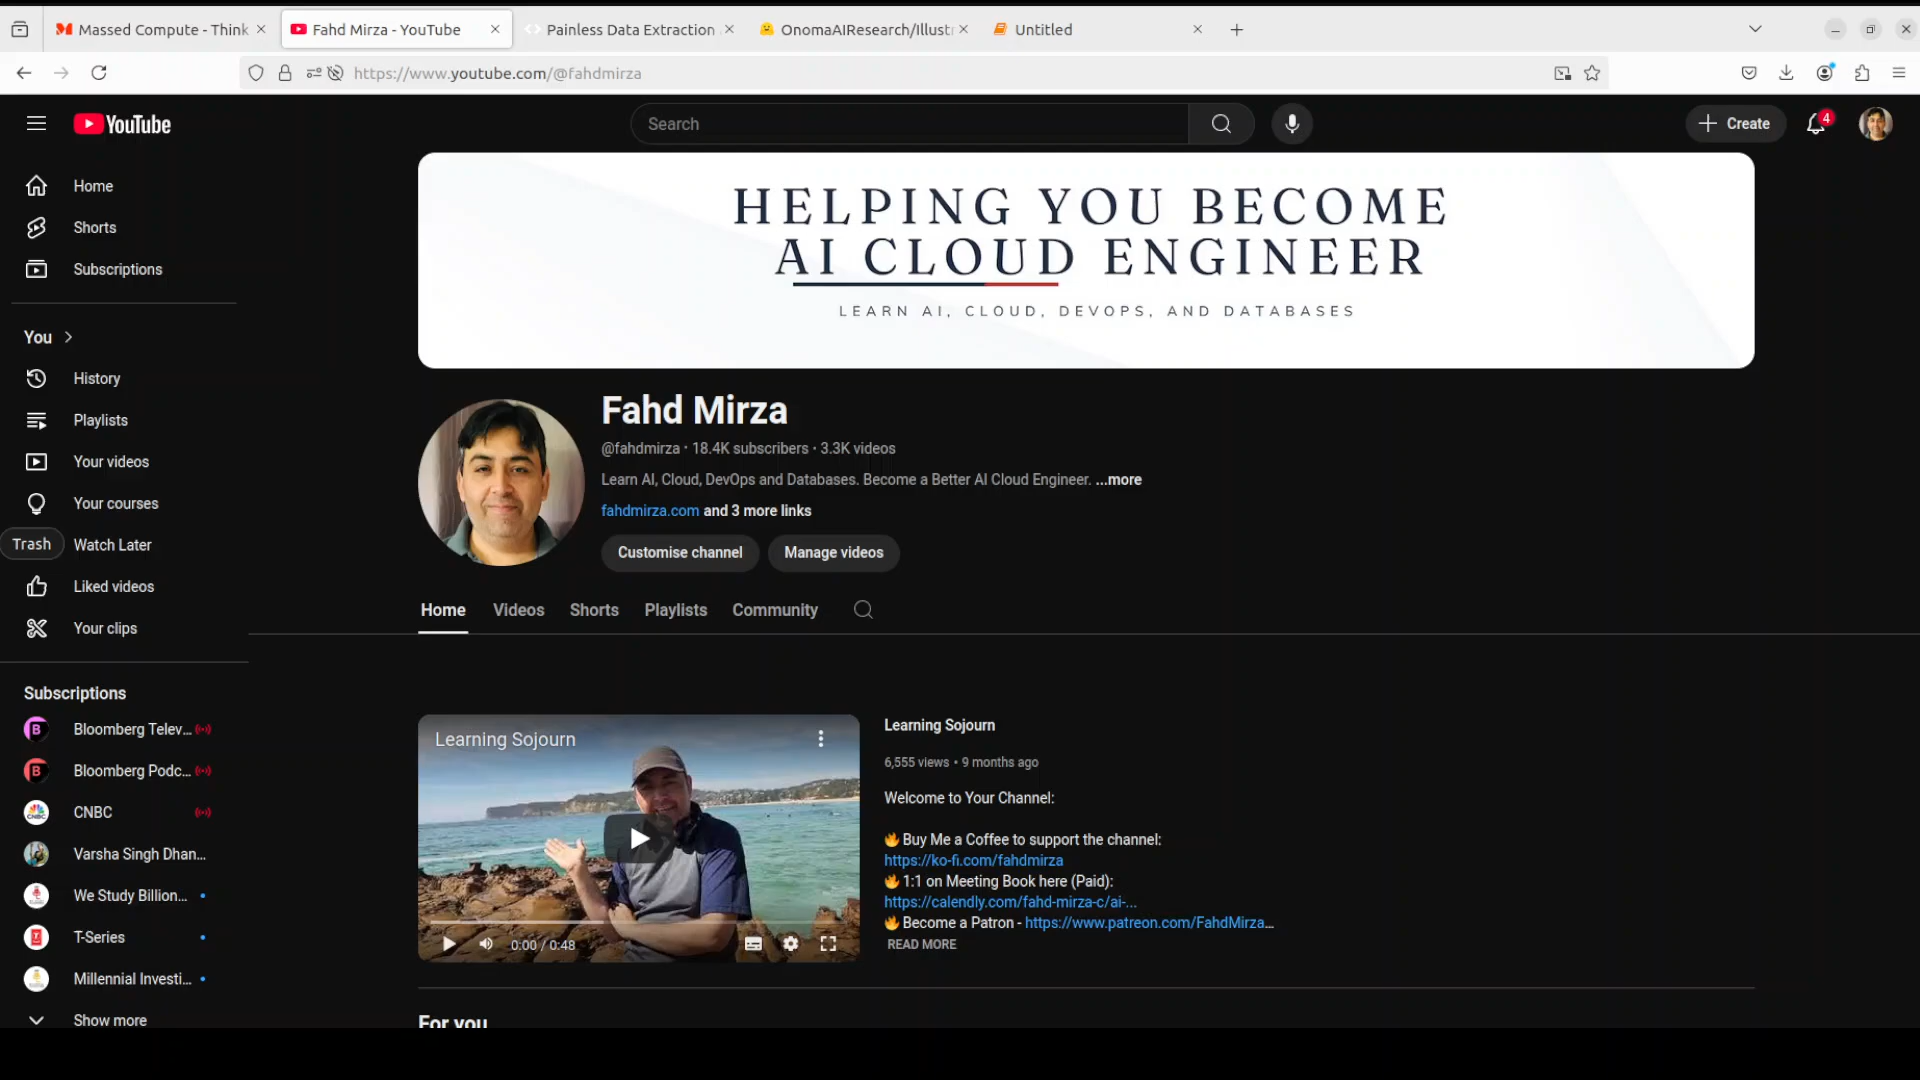 Massed Compute - Think
Fahd Mirza - YouTube
Painless Data Extraction
OnomaAIResearch/Illustr
Untitled
https://www.youtube.com/@fahdmirza
YouTube
Search
Create
4
HELPING YOU BECOME
AI CLOUD ENGINEER
LEARN AI, CLOUD, DEVOPS, AND DATABASES
Home
Shorts
Subscriptions
You
History
Playlists
Your videos
Your courses
Trash
Watch Later
Liked videos
Your clips
Subscriptions
B Bloomberg Telev...
B Bloomberg Podc...
CNBC CNBC
Varsha Singh Dhan...
We Study Billion...
T-Series
Millennial Investi...
Show more
Fahd Mirza
@fahdmirza · 18.4K subscribers · 3.3K videos
Learn AI, Cloud, DevOps and Databases. Become a Better AI Cloud Engineer. ...more
fahdmirza.com and 3 more links
Customise channel
Manage videos
Home Videos Shorts Playlists Community
Learning Sojourn
0:00 / 0:48
Learning Sojourn
6,555 views • 9 months ago
Welcome to Your Channel:
🔥 Buy Me a Coffee to support the channel:
https://ko-fi.com/fahdmirza
🔥 1:1 on Meeting Book here (Paid):
https://calendly.com/fahd-mirza-c/ai-...
🔥 Become a Patron - https://www.patreon.com/FahdMirza...
READ MORE
For you